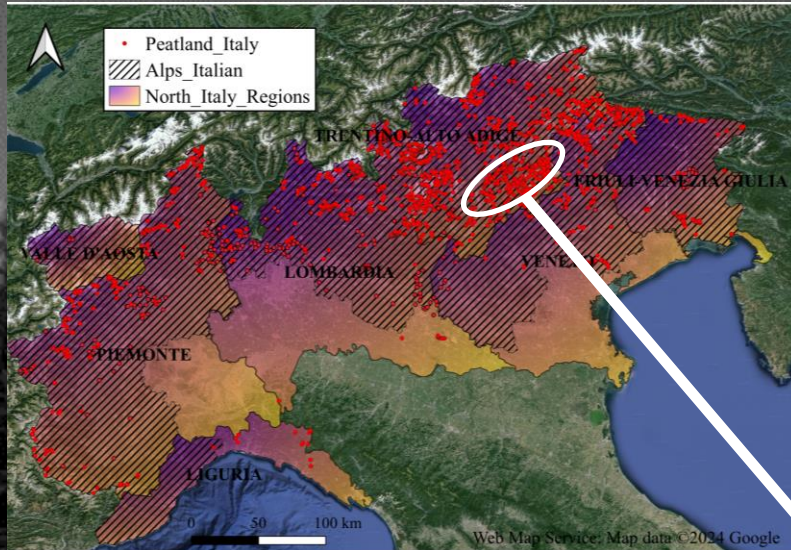 Peatland_Italy
Alps_Italian
North_Italy_Regions
TRENTINO-ALTO ADIGE
FRIULI-VENEZIA GIULIA
VALLE D'AOSTA
LOMBARDIA
VENETO
PIEMONTE
LIGURIA
0 50 100 km
Web Map Service: Map data ©2024 Google